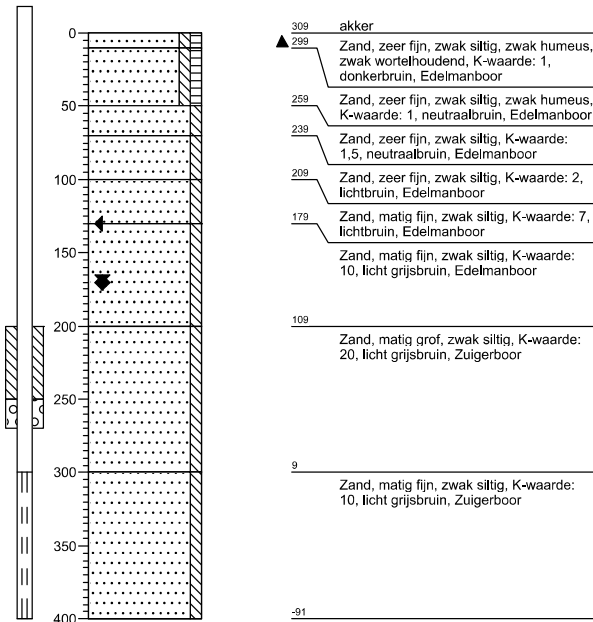 0
50
100
150
200
250
300
350
400
309 akker
299
Zand, zeer fijn, zwak siltig, zwak humeus,
zwak wortelhoudend, K-waarde: 1,
donkerbruin, Edelmanboor
259
Zand, zeer fijn, zwak siltig, zwak humeus,
K-waarde: 1, neutraalbruin, Edelmanboor
239
Zand, zeer fijn, zwak siltig, K-waarde:
1,5, neutraalbruin, Edelmanboor
209
Zand, zeer fijn, zwak siltig, K-waarde: 2,
lichtbruin, Edelmanboor
179
Zand, matig fijn, zwak siltig, K-waarde: 7,
lichtbruin, Edelmanboor
Zand, matig fijn, zwak siltig, K-waarde:
10, licht grijsbruin, Edelmanboor
109
Zand, matig grof, zwak siltig, K-waarde:
20, licht grijsbruin, Zuigerboor
9
Zand, matig fijn, zwak siltig, K-waarde:
10, licht grijsbruin, Zuigerboor
-91